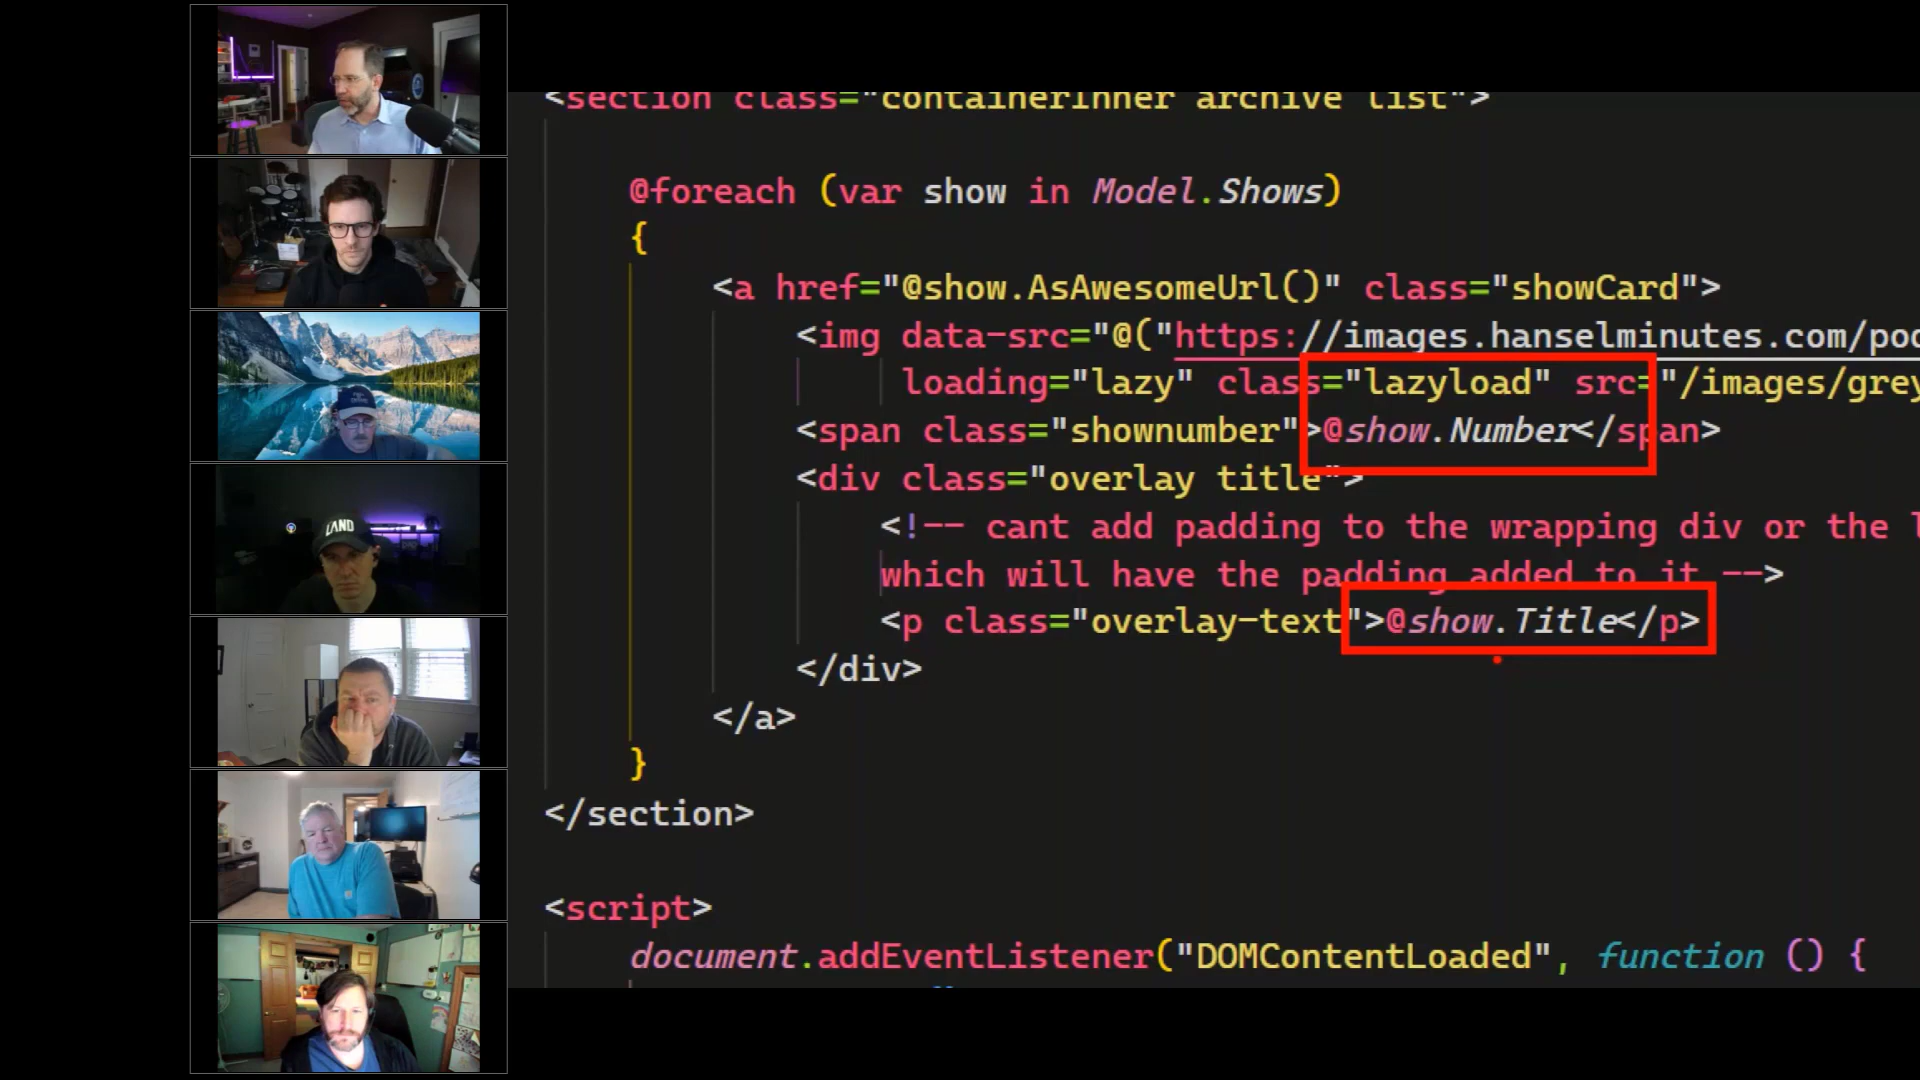 LAND
<section class="containerInner archive list">
@foreach (var show in Model.Shows)
{
<a href="@show.AsAwesomeUrl()" class="showCard">
<img data-src="@("https://images.hanselminutes.com/
loading="lazy" class="lazyload" src="/images/
<span class="shownumber">@show.Number</span>
<div class="overlay title">
<!-- cant add padding to the wrapping div or the
which will have the padding added to it -->
<p class="overlay-text">@show.Title</p>
</div>
</a>
}
</section>
<script>
document.addEventListener("DOMContentLoaded", function () {